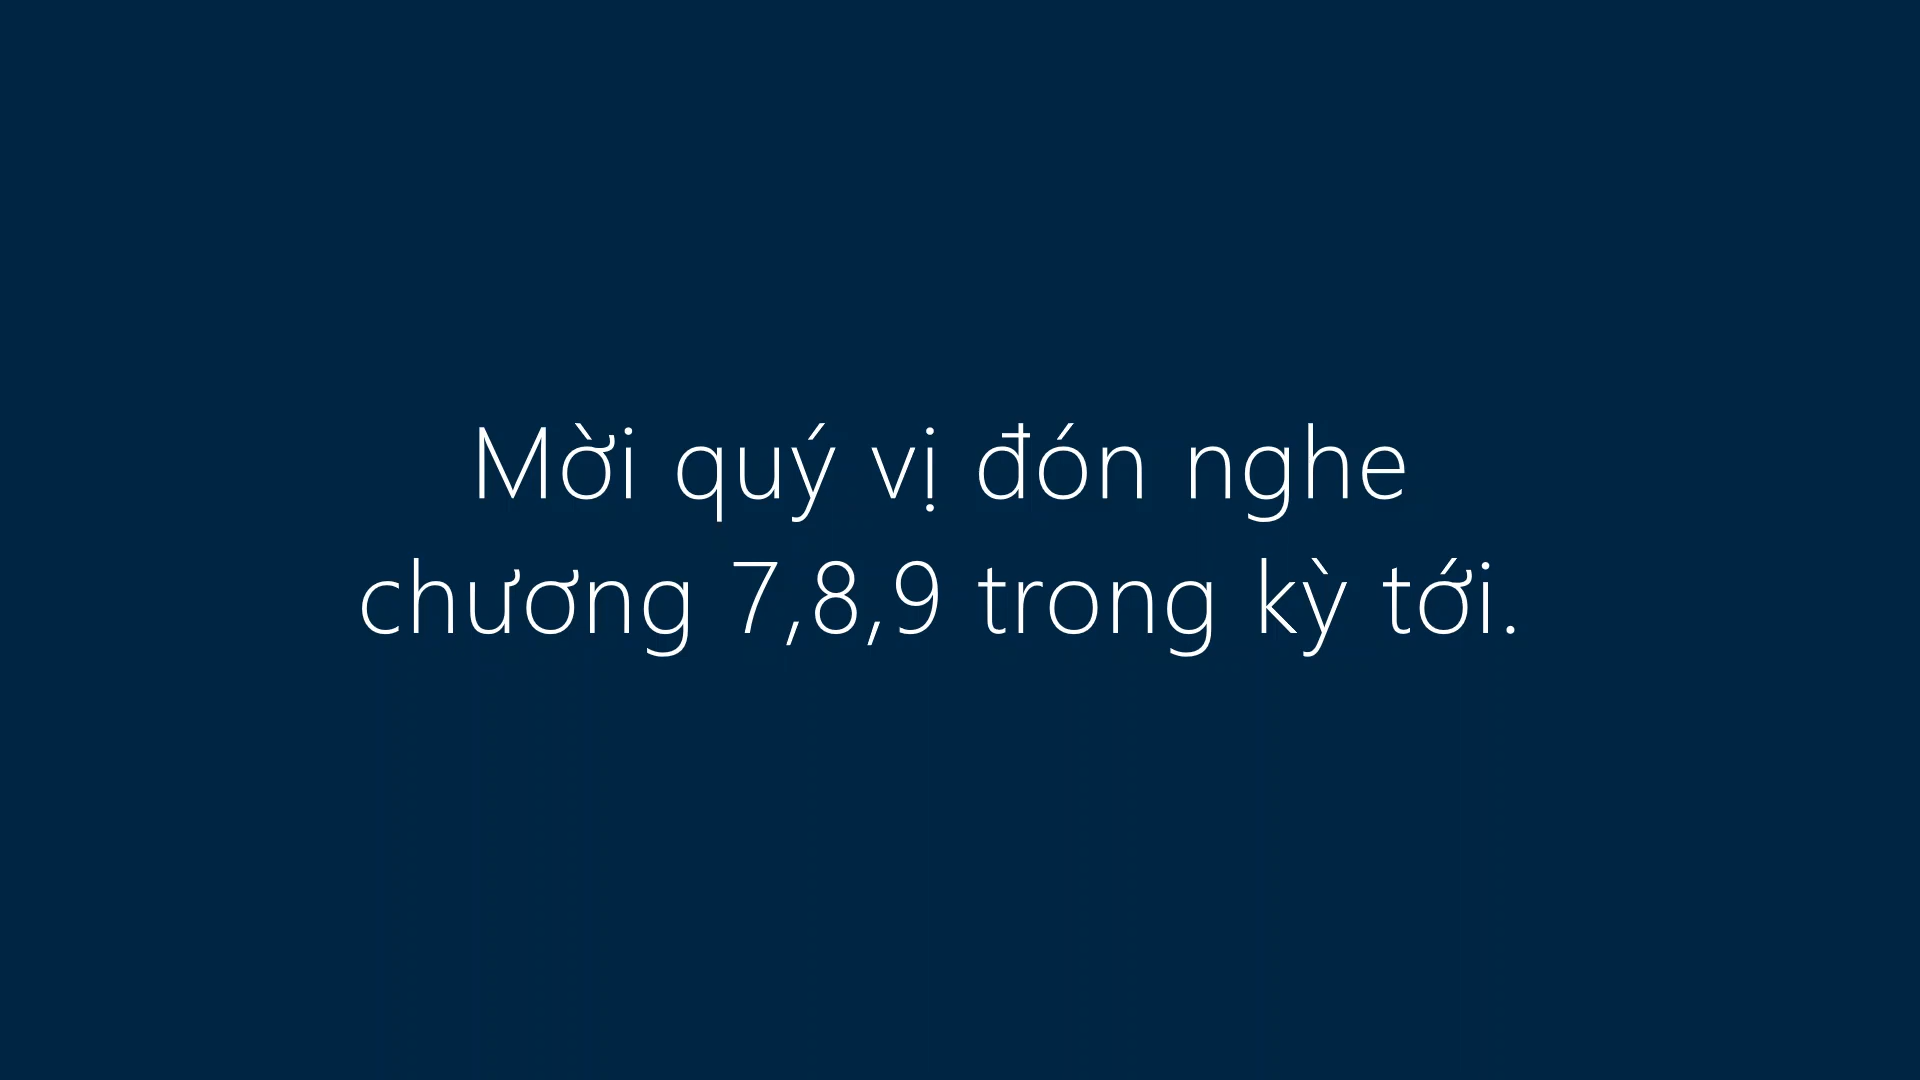 Mời quý vị đón nghe
chương 7,8,9 trong kỳ tới.